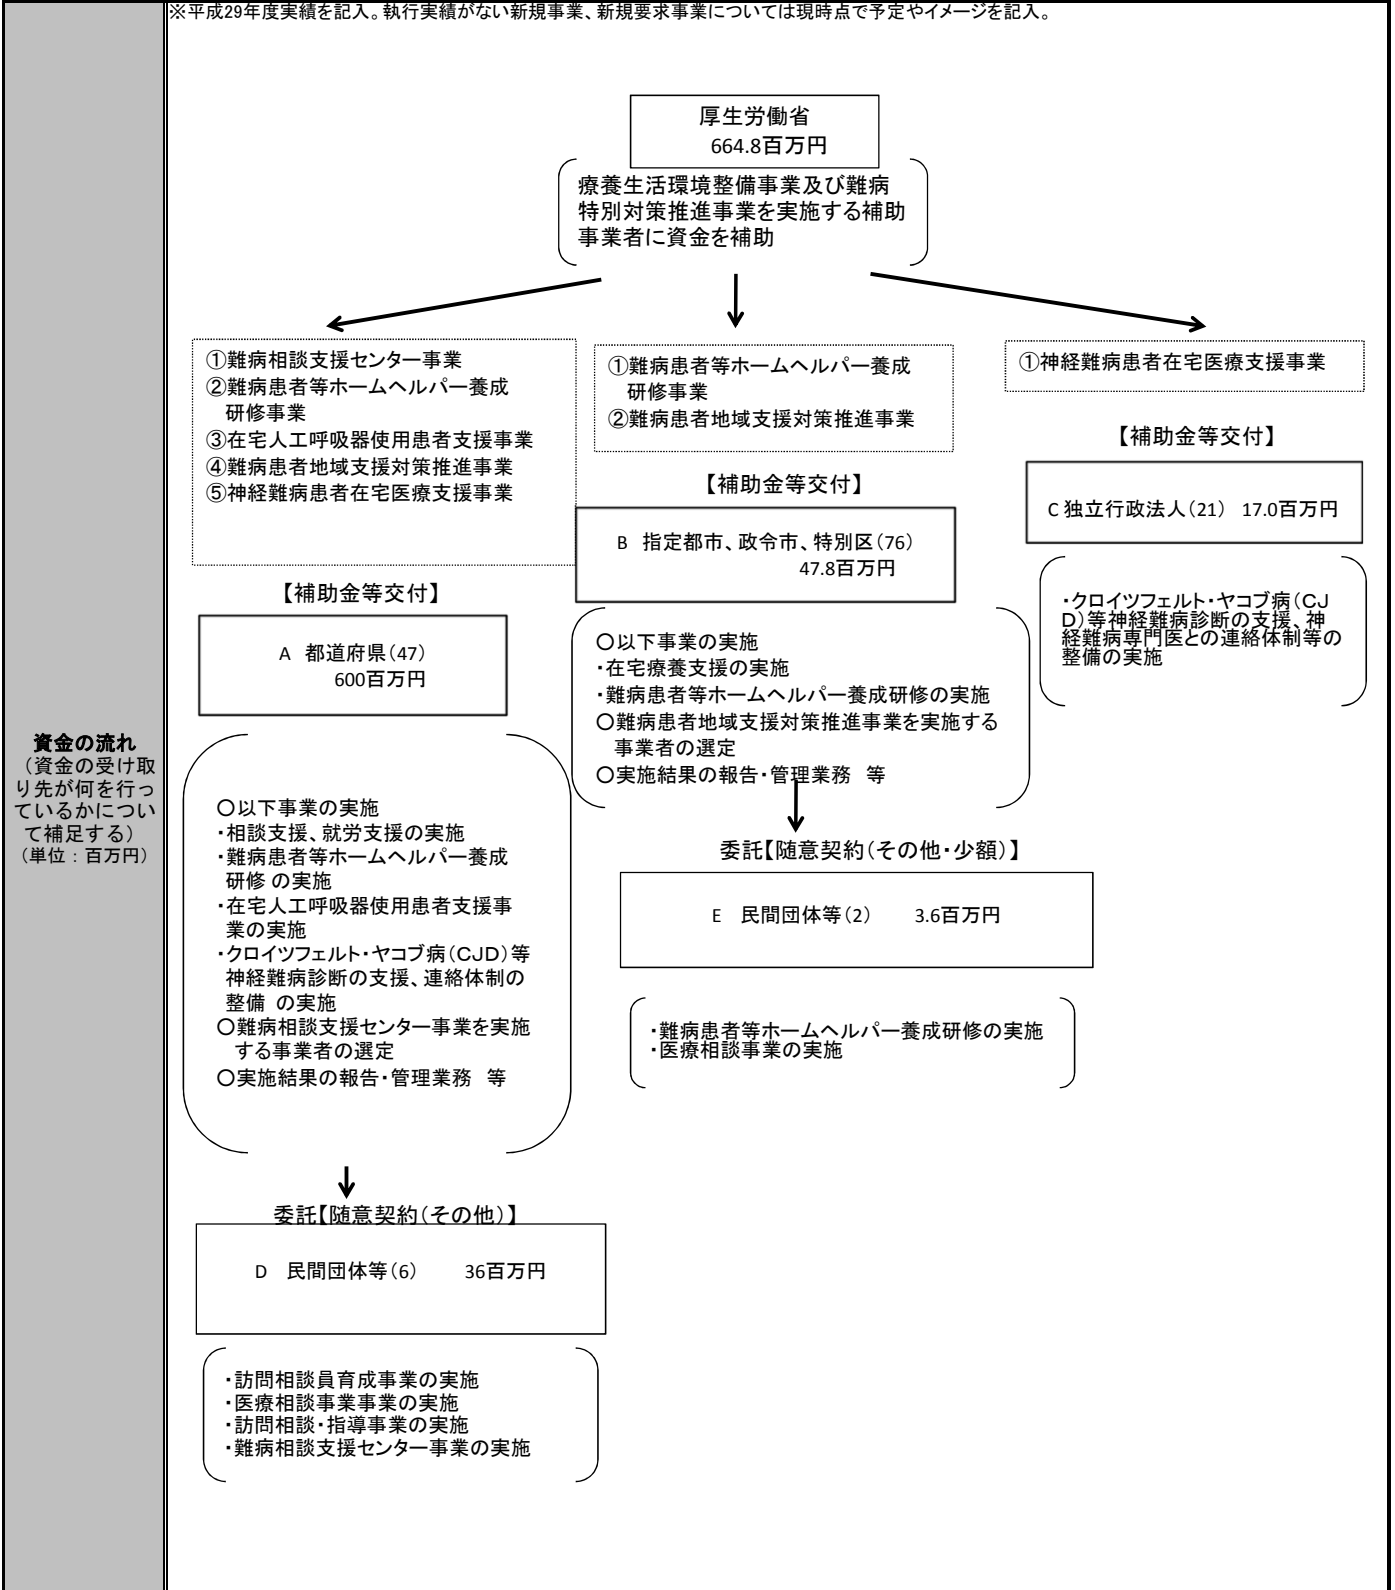 ※平成29年度実績を記入。執行実績がない新規事業、新規要求事業については現時点で予定やイメージを記入。
資金の流れ
（資金の受け取
り先が何を行っ
ているかについ
て補足する）
（単位：百万円）
厚生労働省
664.8百万円
療養生活環境整備事業及び難病
特別対策推進事業を実施する補助
事業者に資金を補助
①難病相談支援センター事業
②難病患者等ホームヘルパー養成
研修事業
③在宅人工呼吸器使用患者支援事業
④難病患者地域支援対策推進事業
⑤神経難病患者在宅医療支援事業
【補助金等交付】
A 都道府県（47）
600百万円
○以下事業の実施
・相談支援、就労支援の実施
・難病患者等ホームヘルパー養成
研修 の実施
・在宅人工呼吸器使用患者支援事
業の実施
・クロイツフェルト・ヤコブ病（CJD）等
神経難病診断の支援、連絡体制の
整備 の実施
○難病相談支援センター事業を実施
する事業者の選定
○実施結果の報告・管理業務 等
委託【随意契約（その他）】
D 民間団体等（6） 36百万円
・訪問相談員育成事業の実施
・医療相談事業事業の実施
・訪問相談・指導事業の実施
・難病相談支援センター事業の実施
①難病患者等ホームヘルパー養成
研修事業
②難病患者地域支援対策推進事業
【補助金等交付】
B 指定都市、政令市、特別区（76）
47.8百万円
○以下事業の実施
・在宅療養支援の実施
・難病患者等ホームヘルパー養成研修の実施
○難病患者地域支援対策推進事業を実施する
事業者の選定
○実施結果の報告・管理業務 等
委託【随意契約（その他・少額）】
E 民間団体等（2） 3.6百万円
・難病患者等ホームヘルパー養成研修の実施
・医療相談事業の実施
①神経難病患者在宅医療支援事業
【補助金等交付】
C 独立行政法人（21） 17.0百万円
・クロイツフェルト・ヤコブ病（CJ
D）等神経難病診断の支援、神
経難病専門医との連絡体制等の
整備の実施